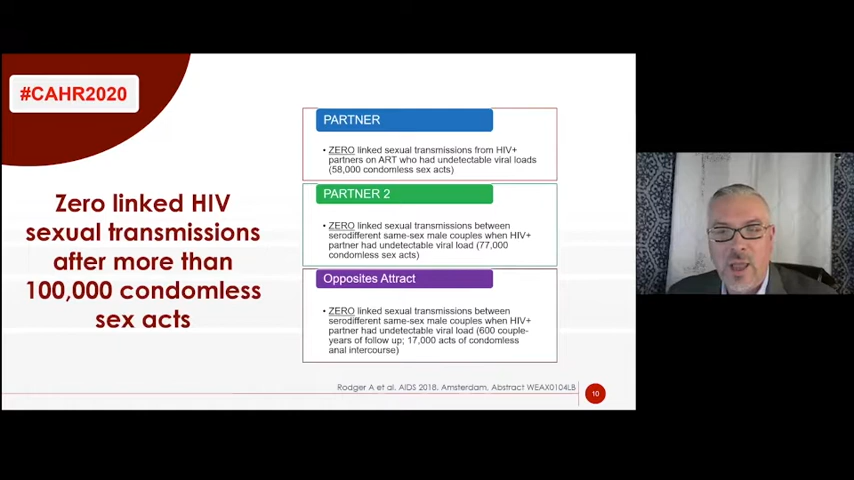 #CAHR2020
Zero linked HIV
sexual transmissions
after more than
100,000 condomless
sex acts
PARTNER
• ZERO linked sexual transmissions from HIV+
partners on ART who had undetectable viral loads
(58,000 condomless sex acts)
PARTNER 2
• ZERO linked sexual transmissions between
serodifferent same-sex male couples when HIV+
partner had undetectable viral load (77,000
condomless sex acts)
Opposites Attract
• ZERO linked sexual transmissions between
serodifferent same-sex male couples when HIV+
partner had undetectable viral load (600 couple-
years of follow up; 17,000 acts of condomless
anal intercourse)
Rodger A et al. AIDS 2018. Amsterdam, Abstract WEAX0104LB
10